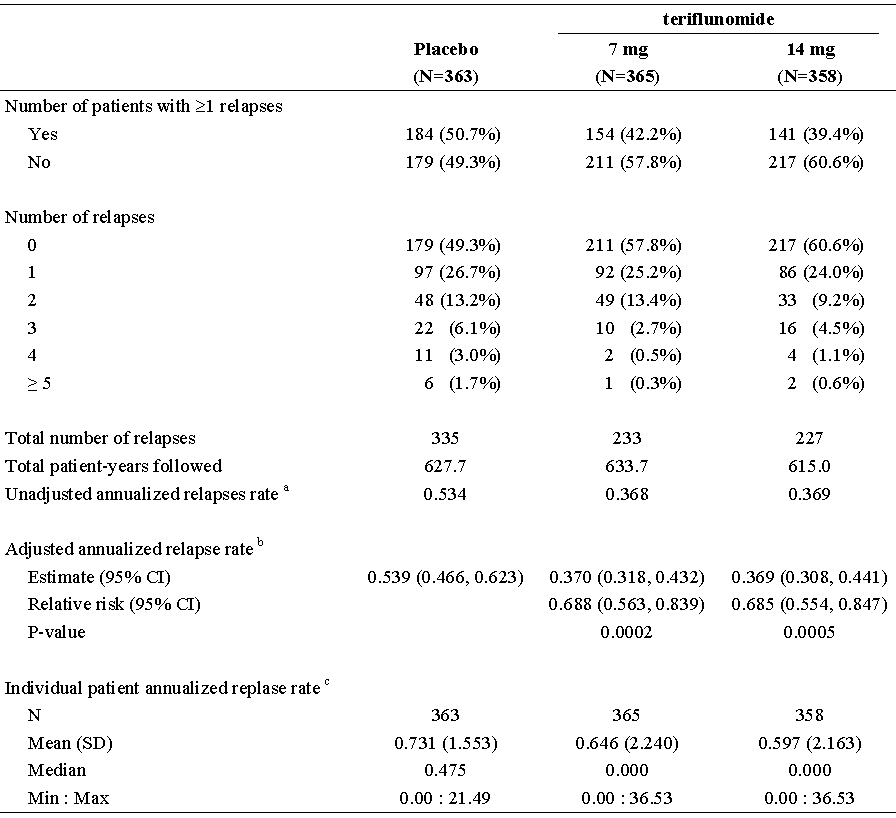 teriflunomide
Placebo 7 mg 14 mg
(N=363) (N=365) (N=358)
Number of patients with ≥1 relapses
Yes 184 (50.7%) 154 (42.2%) 141 (39.4%)
No 179 (49.3%) 211 (57.8%) 217 (60.6%)
Number of relapses
0 179 (49.3%) 211 (57.8%) 217 (60.6%)
1 97 (26.7%) 92 (25.2%) 86 (24.0%)
2 48 (13.2%) 49 (13.4%) 33 (9.2%)
3 22 (6.1%) 10 (2.7%) 16 (4.5%)
4 11 (3.0%) 2 (0.5%) 4 (1.1%)
≥ 5 6 (1.7%) 1 (0.3%) 2 (0.6%)
Total number of relapses 335 233 227
Total patient-years followed 627.7 633.7 615.0
Unadjusted annualized relapses rate a 0.534 0.368 0.369
Adjusted annualized relapse rate b
Estimate (95% CI) 0.539 (0.466, 0.623) 0.370 (0.318, 0.432) 0.369 (0.308, 0.441)
Relative risk (95% CI) 0.688 (0.563, 0.839) 0.685 (0.554, 0.847)
P-value 0.0002 0.0005
Individual patient annualized replase rate c
N 363 365 358
Mean (SD) 0.731 (1.553) 0.646 (2.240) 0.597 (2.163)
Median 0.475 0.000 0.000
Min : Max 0.00 : 21.49 0.00 : 36.53 0.00 : 36.53